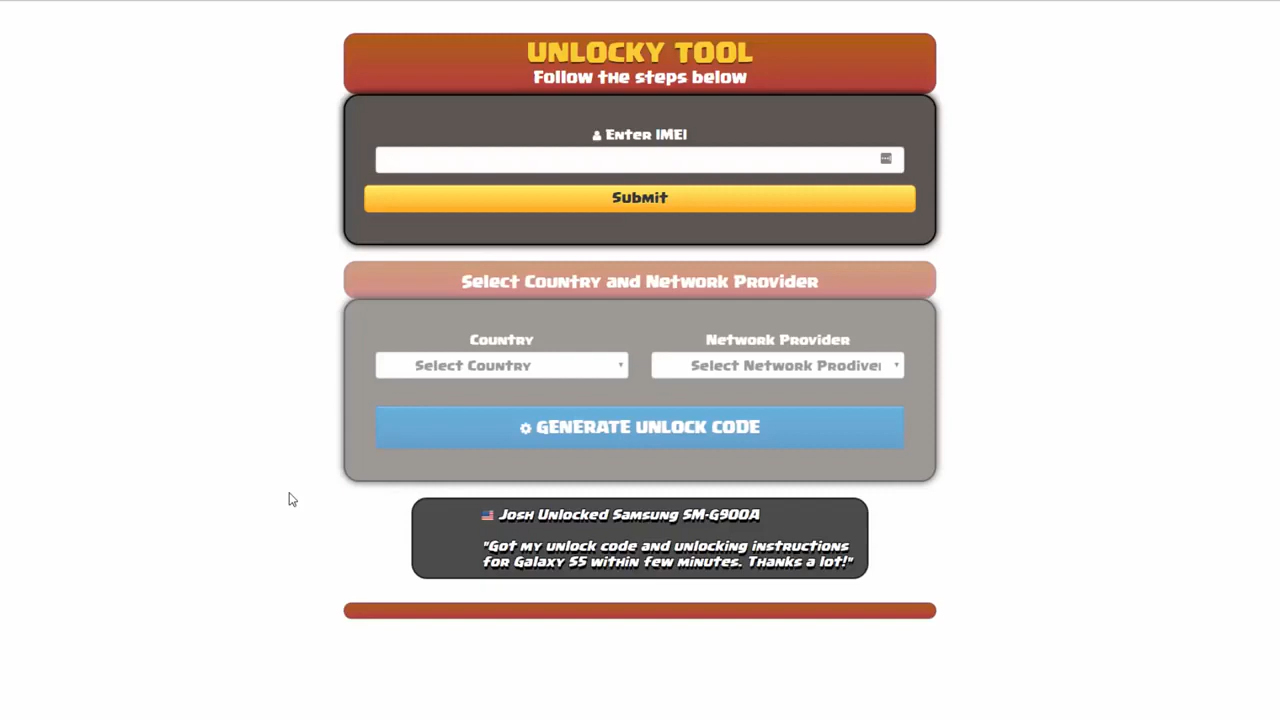 UNLOCKY TOOL
Follow the steps below
Enter IMEI
Submit
Select Country and Network Provider
Country
Network Provider
Select Country
Select Network Prodiver
GENERATE UNLOCK CODE
Josh Unlocked Samsung SM-G900A
"Got my unlock code and unlocking instructions
for Galaxy S5 within few minutes. Thanks a lot!"